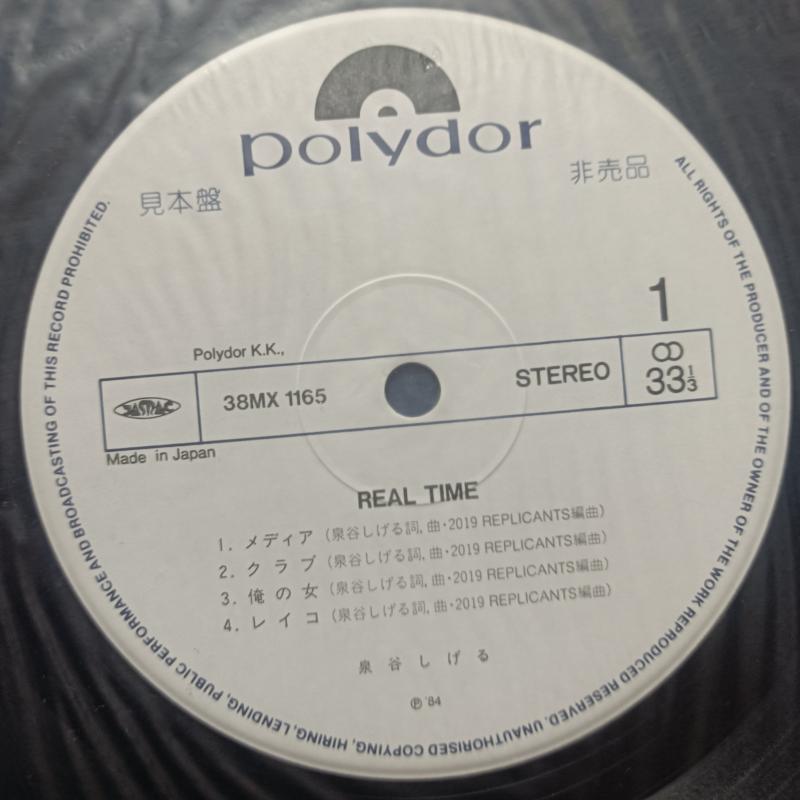 polydor
見本盤
非売品
1
Polydor K.K.,
JASRAC
38MX 1165
STEREO
33⅓
Made in Japan
REAL TIME
1. メディア (泉谷しげる詞, 曲・2019 REPLICANTS編曲)
2. クラブ (泉谷しげる詞, 曲・2019 REPLICANTS編曲)
3. 俺の女 (泉谷しげる詞, 曲・2019 REPLICANTS編曲)
4. レイコ (泉谷しげる詞, 曲・2019 REPLICANTS編曲)
泉谷しげる
℗ '84
ALL RIGHTS OF THE PRODUCER AND OF THE OWNER OF THE WORK REPRODUCED RESERVED. UNAUTHORISED COPYING, HIRING, LENDING, PUBLIC PERFORMANCE AND BROADCASTING OF THIS RECORD PROHIBITED.